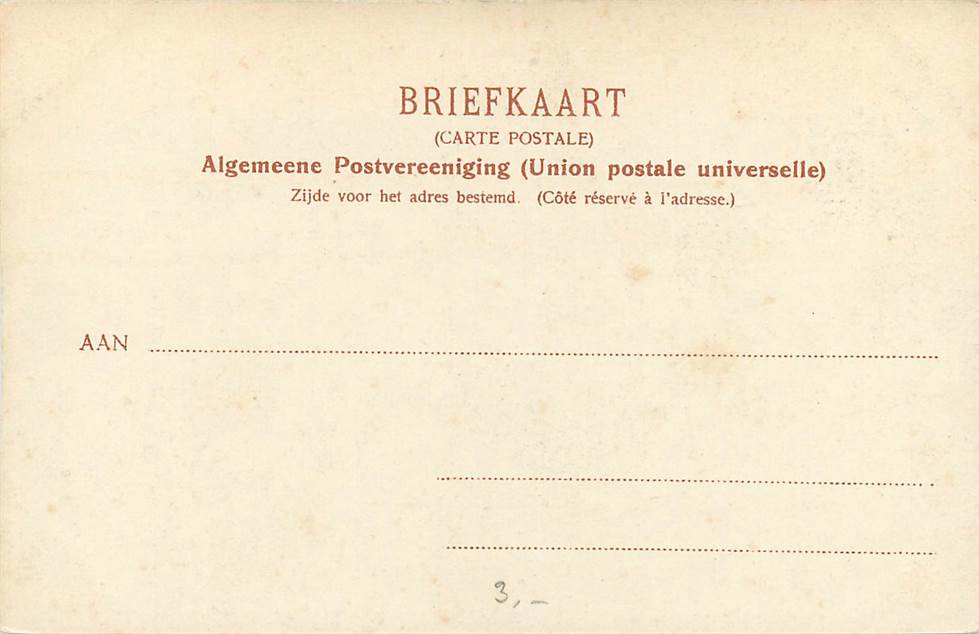 BRIEFKAART
(CARTE POSTALE)
Algemeene Postvereeniging (Union postale universelle)
Zijde voor het adres bestemd. (Côté réservé à l'adresse.)
AAN
3,-